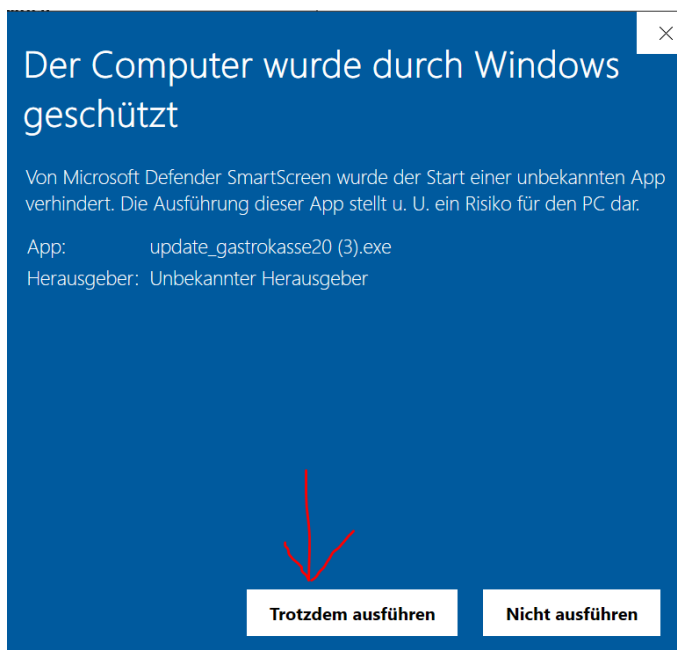 Der Computer wurde durch Windows
geschützt
Von Microsoft Defender SmartScreen wurde der Start einer unbekannten App
verhindert. Die Ausführung dieser App stellt u. U. ein Risiko für den PC dar.
App: update_gastrokasse20 (3).exe
Herausgeber: Unbekannter Herausgeber
Trotzdem ausführen Nicht ausführen